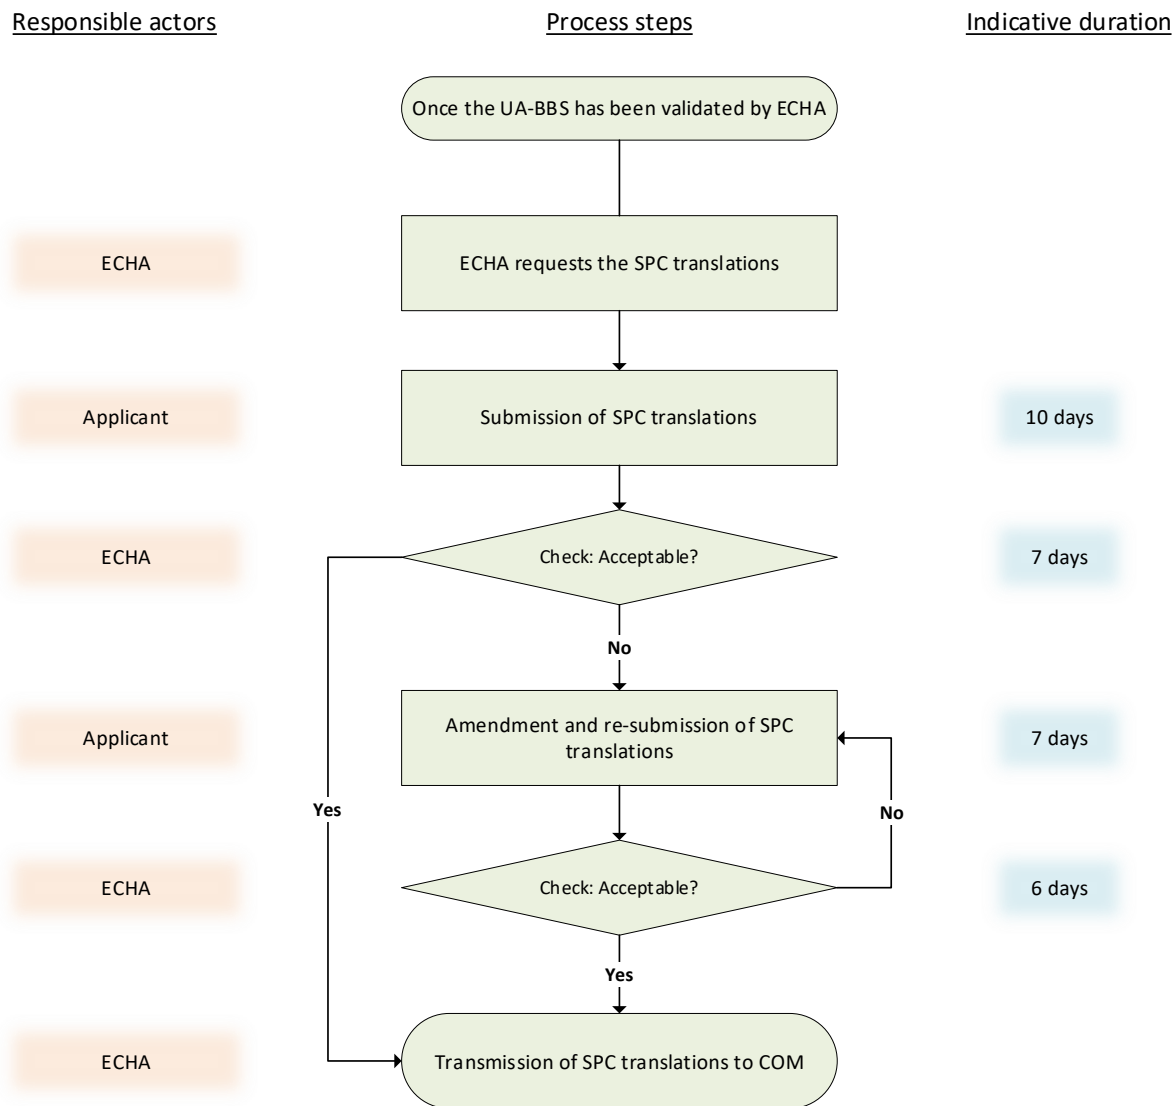 Responsible actors
Process steps
Indicative duration
Once the UA-BBS has been validated by ECHA
ECHA
ECHA requests the SPC translations
Applicant
Submission of SPC translations
10 days
ECHA
Check: Acceptable?
7 days
No
Applicant
Amendment and re-submission of SPC
translations
7 days
Yes
No
ECHA
Check: Acceptable?
6 days
Yes
ECHA
Transmission of SPC translations to COM